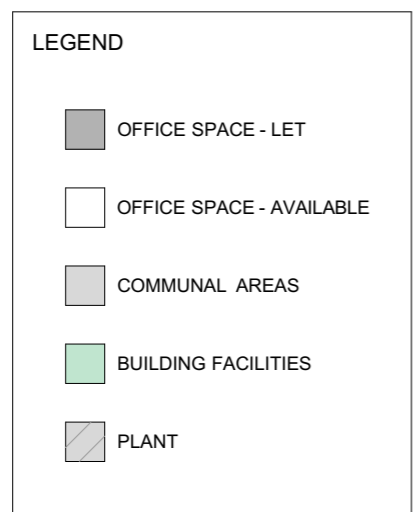 LEGEND
OFFICE SPACE - LET
OFFICE SPACE - AVAILABLE
COMMUNAL AREAS
BUILDING FACILITIES
PLANT